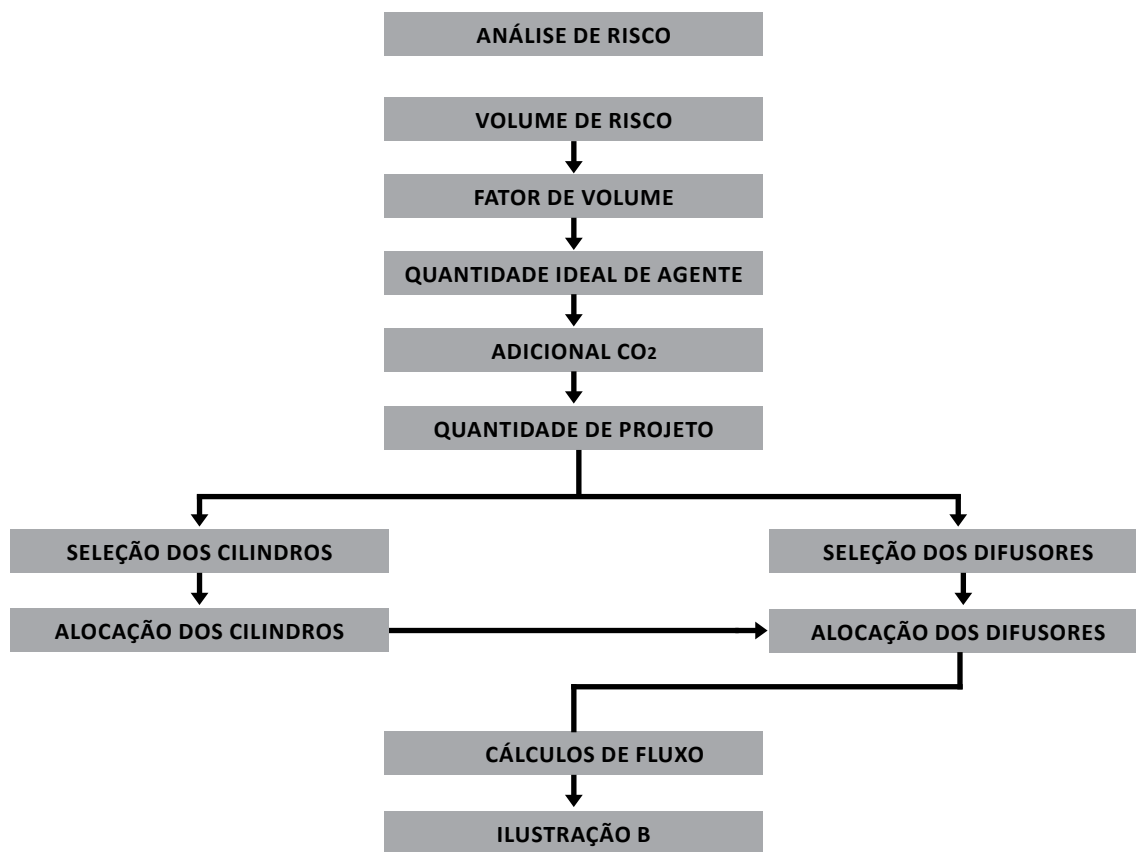 ANÁLISE DE RISCO
VOLUME DE RISCO
FATOR DE VOLUME
QUANTIDADE IDEAL DE AGENTE
ADICIONAL CO₂
QUANTIDADE DE PROJETO
SELEÇÃO DOS CILINDROS
SELEÇÃO DOS DIFUSORES
ALOCAÇÃO DOS CILINDROS
ALOCAÇÃO DOS DIFUSORES
CÁLCULOS DE FLUXO
ILUSTRAÇÃO B